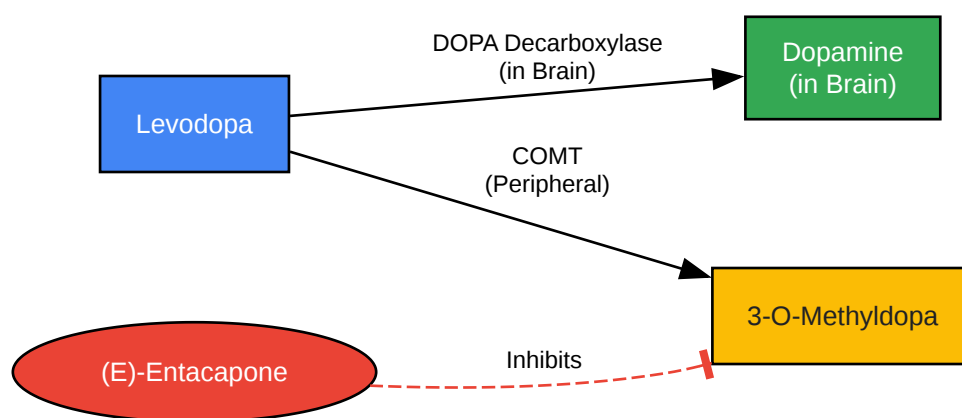 DOPA Decarboxylase
(in Brain)
Dopamine
(in Brain)
Levodopa
COMT
(Peripheral)
3-O-Methyldopa
(E)-Entacapone
Inhibits